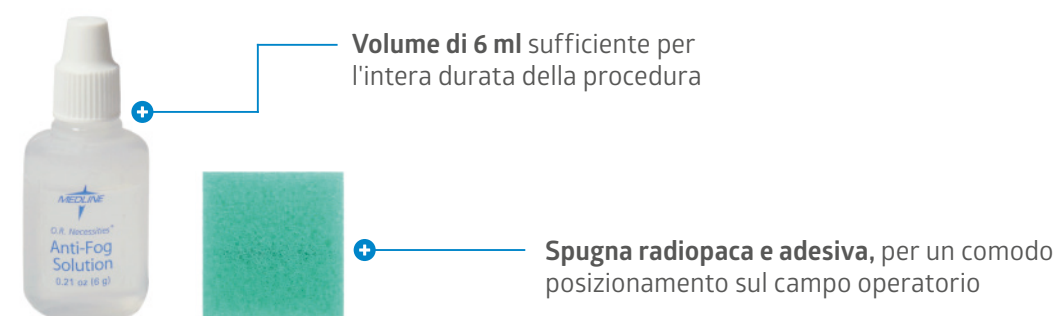 Volume di 6 ml sufficiente per
l'intera durata della procedura
MEDLINE
O.R. Necessities™
Anti-Fog
Solution
0.21 oz (6 g)
Spugna radiopaca e adesiva, per un comodo
posizionamento sul campo operatorio